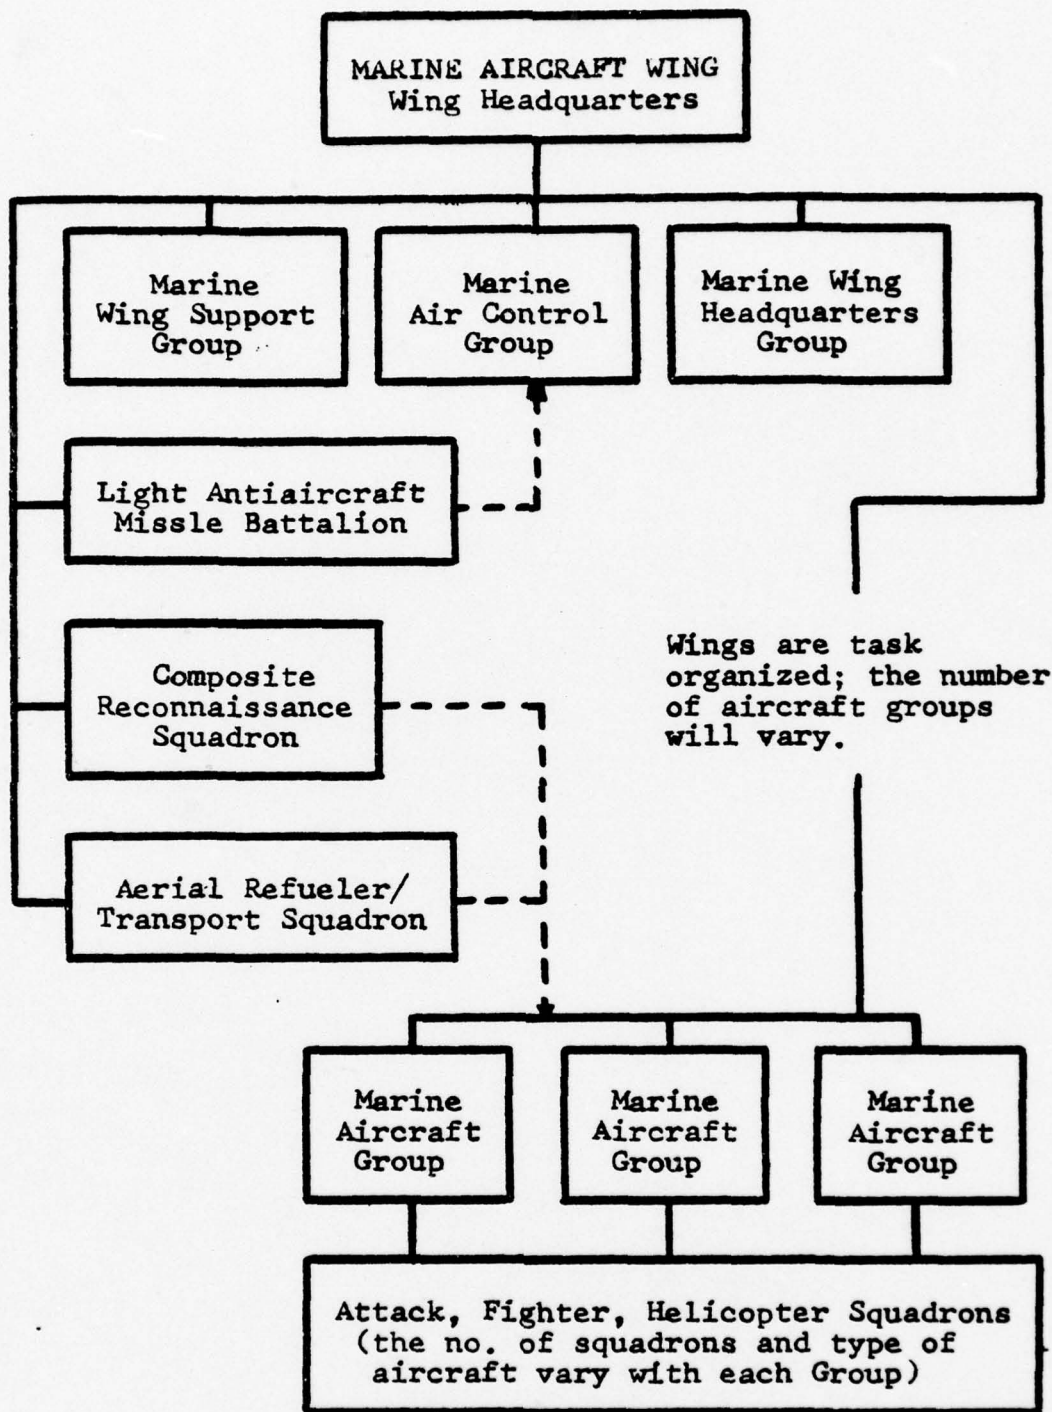 MARINE AIRCRAFT WING
Wing Headquarters
Marine
Wing Support
Group
Marine
Air Control
Group
Marine Wing
Headquarters
Group
Light Antiaircraft
Missle Battalion
Composite
Reconnaissance
Squadron
Wings are task
organized; the number
of aircraft groups
will vary.
Aerial Refueler/
Transport Squadron
Marine
Aircraft
Group
Marine
Aircraft
Group
Marine
Aircraft
Group
Attack, Fighter, Helicopter Squadrons
(the no. of squadrons and type of
aircraft vary with each Group)